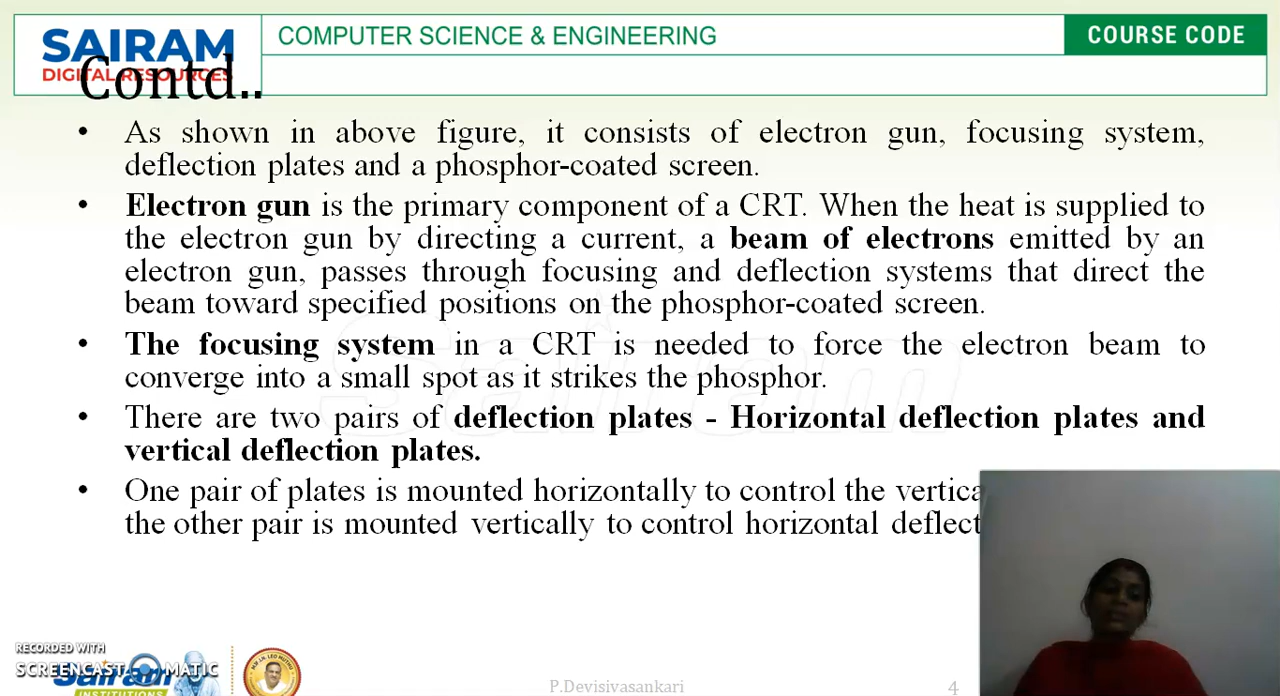 SAIRAM
DIGITAL RESOURCES
COMPUTER SCIENCE & ENGINEERING
COURSE CODE
Contd..
• As shown in above figure, it consists of electron gun, focusing system,
deflection plates and a phosphor-coated screen.
• Electron gun is the primary component of a CRT. When the heat is supplied to
the electron gun by directing a current, a beam of electrons emitted by an
electron gun, passes through focusing and deflection systems that direct the
beam toward specified positions on the phosphor-coated screen.
• The focusing system in a CRT is needed to force the electron beam to
converge into a small spot as it strikes the phosphor.
• There are two pairs of deflection plates - Horizontal deflection plates and
vertical deflection plates.
• One pair of plates is mounted horizontally to control the
the other pair is mounted vertically to control horizontal
Sairam
RECORDED WITH
SCREENCAST MATIC
Sairam
INSTITUTIONS
P.Devisivasankari
4